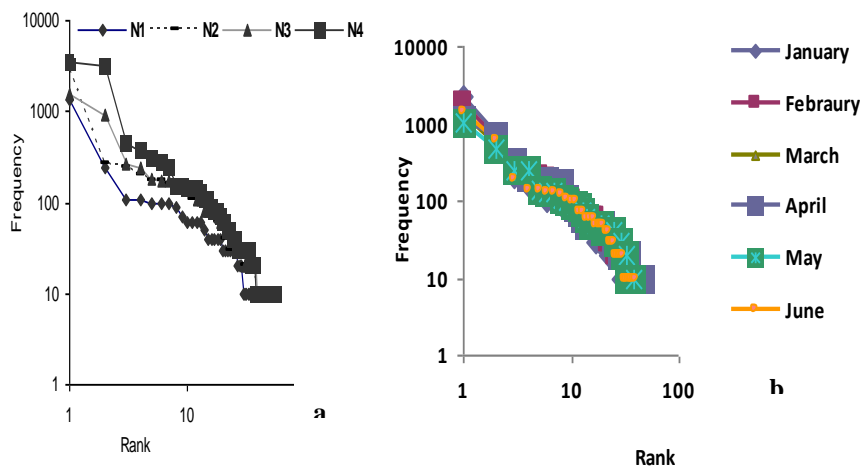 N1 N2 N3 N4
10000
1000
100
10
1
Frequency
1 10
Rank
a
10000
1000
100
10
1
Frequency
1 10 100
Rank
b
January
Febraury
March
April
May
June